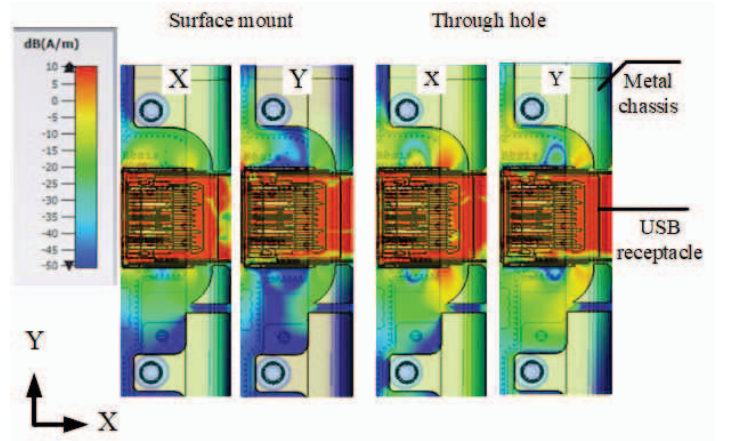 Surface mount
Through hole
dB(A/m)
10
5
0
-5
-10
-15
-20
-25
-30
-35
-40
-45
-50
X
Y
X
Y
Metal
chassis
USB
receptacle
Y
X